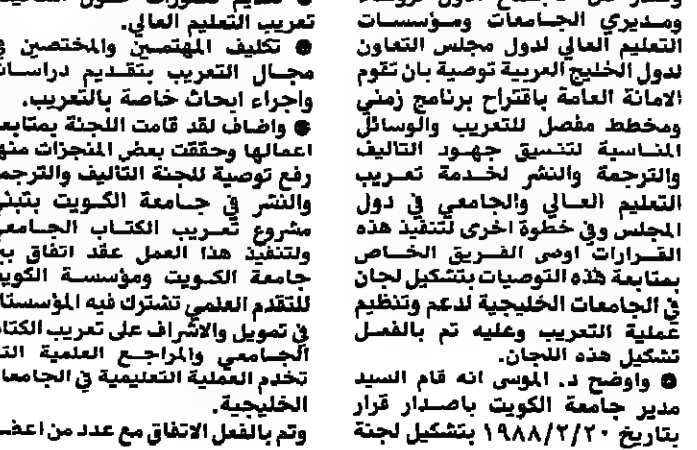 ومديري الجامعات ومؤسسات
التعليم العالي لدول مجلس التعاون
لدول الخليج العربية توصية بان تقوم
الامانة العامة باقتراح برنامج زمني
ومخطط مفصل للتعريب والوسائل
المناسبة لتنسيق جهود التاليف
والترجمة والنشر لخدمة تعريب
التعليم العالي والجامعي في دول
المجلس وفي خطوة اخرى لتنفيذ هذه
القرارات اوصى الفريق الخاص
بمتابعة هذه التوصيات بتشكيل لجان
في الجامعات الخليجية لدعم وتنظيم
عملية التعريب وعليه تم بالفعل
تشكيل هذه اللجان.
● واوضح د. الموسى انه قام السيد
مدير جامعة الكويت باصدار قرار
بتاريخ ١٩٨٨/٢/٢٠ بتشكيل لجنة
تعريب التعليم العالي.
● تكليف المهتمين والمختصين في
مجال التعريب بتقديم دراسات
واجراء ابحاث خاصة بالتعريب.
● واضاف لقد قامت اللجنة بمتابعة
اعمالها وحققت بعض المنجزات منها
رفع توصية للجنة التاليف والترجمة
والنشر في جامعة الكويت بتبني
مشروع تعريب الكتاب الجامعي
ولتنفيذ هذا العمل عقد اتفاق بين
جامعة الكويت ومؤسسة الكويت
للتقدم العلمي تشترك فيه المؤسستان
في تمويل والاشراف على تعريب الكتاب
الجامعي والمراجع العلمية التي
تخدم العملية التعليمية في الجامعات
الخليجية.
وتم بالفعل الاتفاق مع عدد من